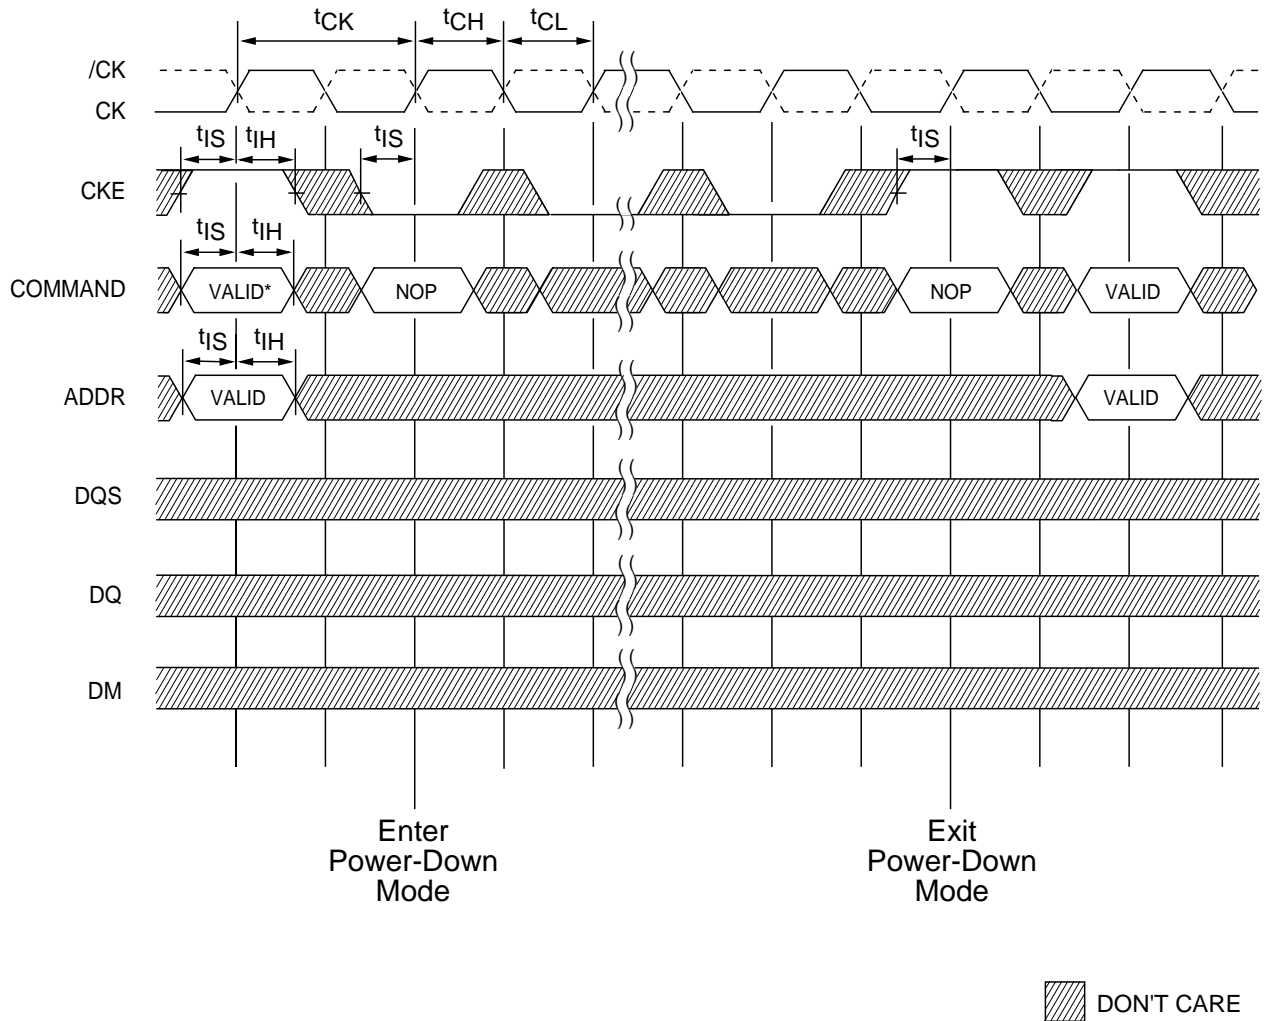 tCK tCH tCL
/CK
CK
tIS tIH tIS tIS
CKE
tIS tIH
COMMAND VALID* NOP NOP VALID
tIS tIH
ADDR VALID VALID
DQS
DQ
DM
Enter
Power-Down
Mode
Exit
Power-Down
Mode
DON'T CARE